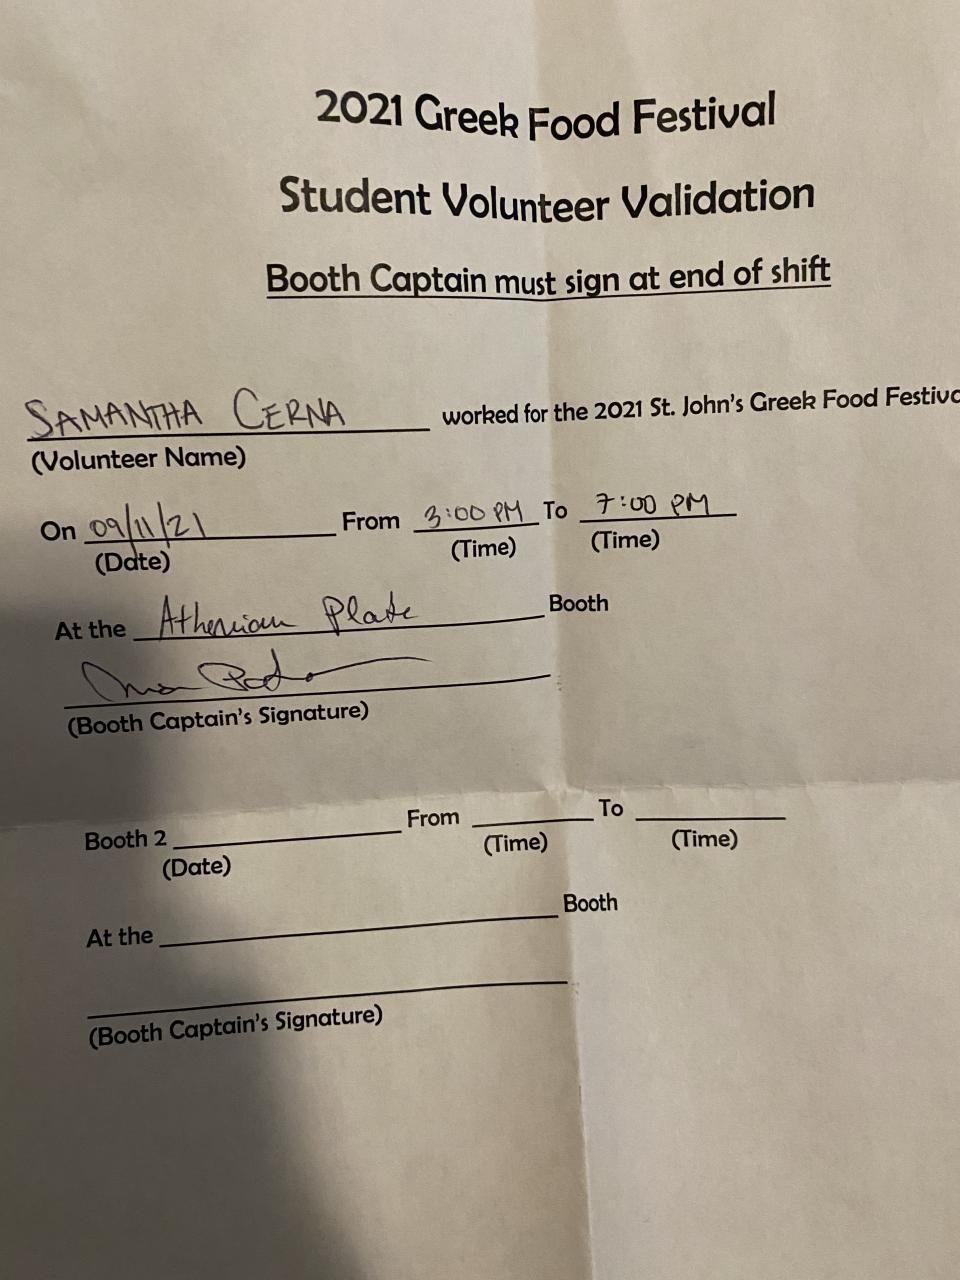 2021 Greek Food Festival
Student Volunteer Validation
Booth Captain must sign at end of shift
SAMANTHA CERNA worked for the 2021 St. John's Greek Food Festiva
(Volunteer Name)
On 09/11/21 From 3:00 PM To 7:00 PM
(Date) (Time) (Time)
At the Athenian Plate Booth
(Booth Captain's Signature)
Booth 2 From To
(Date) (Time) (Time)
At the Booth
(Booth Captain's Signature)